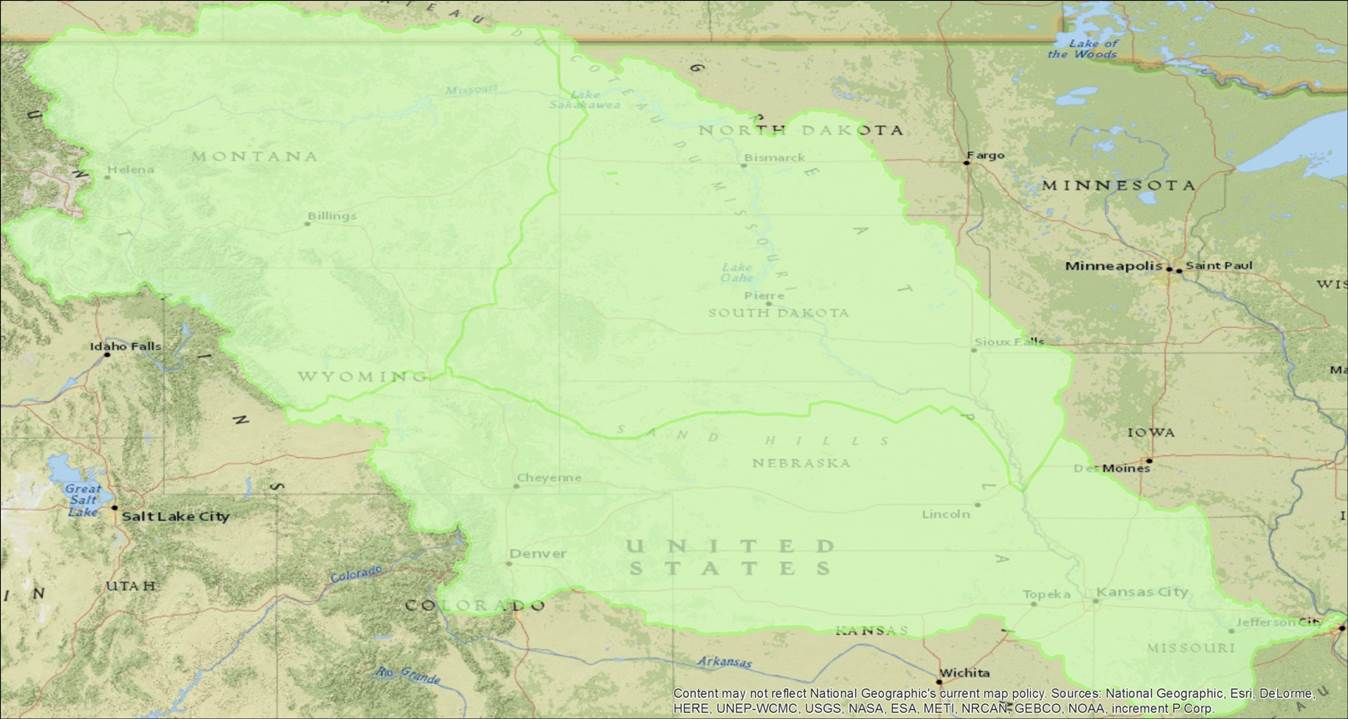 Lake of
the Woods
Missouri
Lake
Sakakawea
NORTH DAKOTA
MONTANA
Helena
Bismarck
Fargo
MINNESOTA
Billings
Lake
Oahe
Minneapolis
Saint Paul
WIS
Pierre
SOUTH DAKOTA
Idaho Falls
Sioux Falls
WYOMING
Ma
SAND HILLS
IOWA
NEBRASKA
Des Moines
Cheyenne
Great
Salt
Lake
Salt Lake City
Lincoln
UNITED
STATES
Denver
Colorado
UTAH
COLORADO
Topeka
Kansas City
Jefferson City
KANSAS
MISSOURI
Arkansas
Rio Grande
Wichita
Content may not reflect National Geographic's current map policy. Sources: National Geographic, Esri, DeLorme,
HERE, UNEP-WCMC, USGS, NASA, ESA, METI, NRCAN, GEBCO, NOAA, increment P Corp.